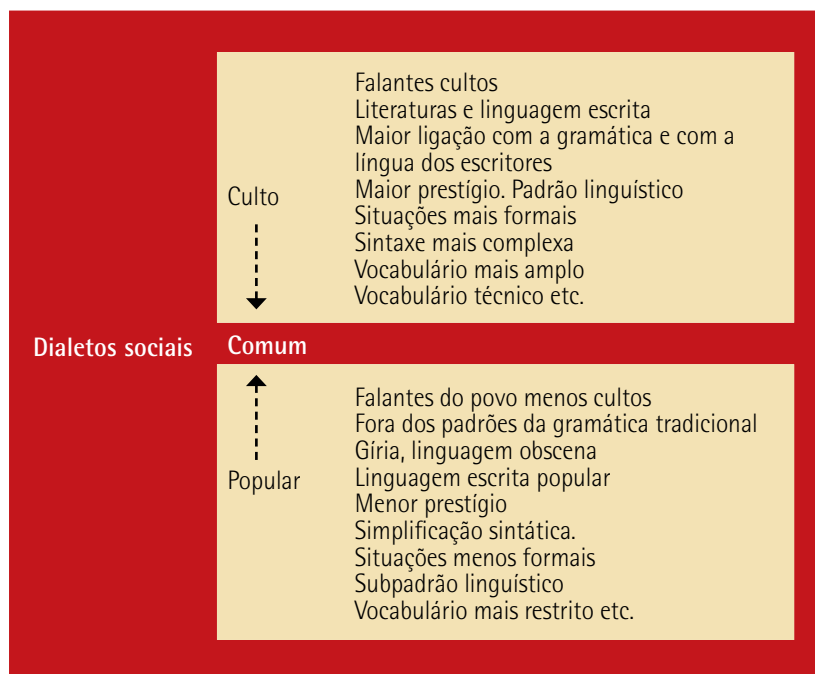 Falantes cultos
Literaturas e linguagem escrita
Maior ligação com a gramática e com a
língua dos escritores
Culto
Maior prestígio. Padrão linguístico
Situações mais formais
Sintaxe mais complexa
Vocabulário mais amplo
Vocabulário técnico etc.
Dialetos sociais Comum
Falantes do povo menos cultos
Fora dos padrões da gramática tradicional
Gíria, linguagem obscena
Linguagem escrita popular
Popular
Menor prestígio
Simplificação sintática.
Situações menos formais
Subpadrão linguístico
Vocabulário mais restrito etc.